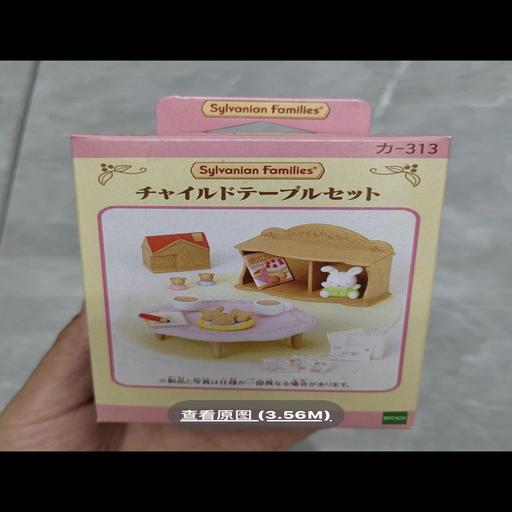 Sylvanian Families®
カ-313
Sylvanian Families®
チャイルドテーブルセット
※製品と写真は仕様が一部異なる場合があります。
查看原图 (3.56M)
EPOCH